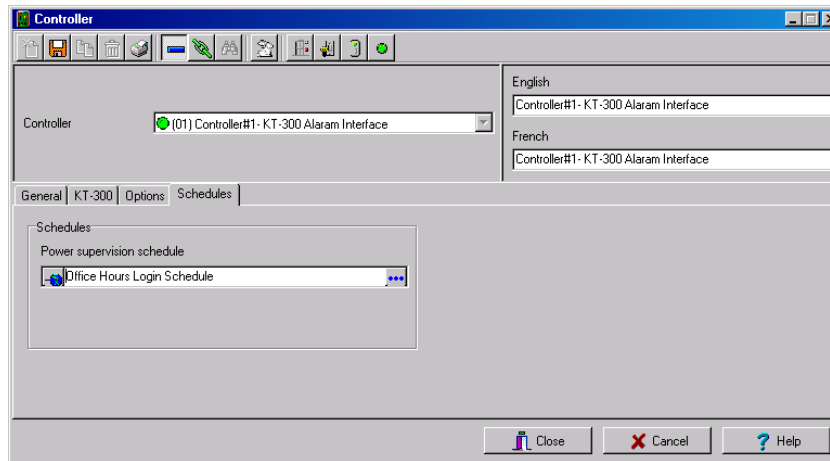 Controller
English
Controller#1- KT-300 Alaram Interface
Controller
(01) Controller#1- KT-300 Alaram Interface
French
Controller#1- KT-300 Alaram Interface
General KT-300 Options Schedules
Schedules
Power supervision schedule
Office Hours Login Schedule
Close Cancel Help